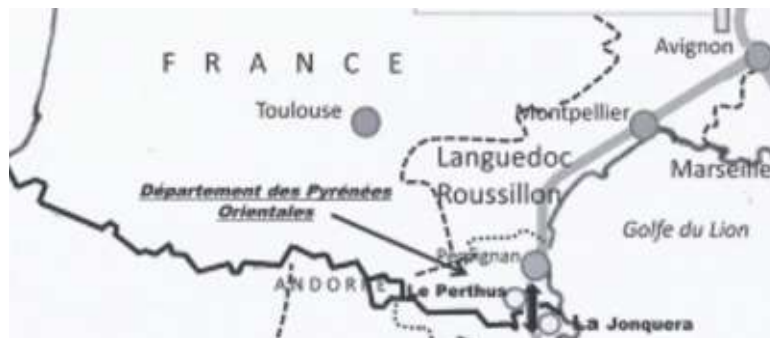 Avignon
FRANCE
Toulouse
Montpellier
Languedoc
Roussillon
Marseille
Département des Pyrénées
Orientales
Golfe du Lion
Perpignan
ANDORRE
Le Perthus
La Jonquera